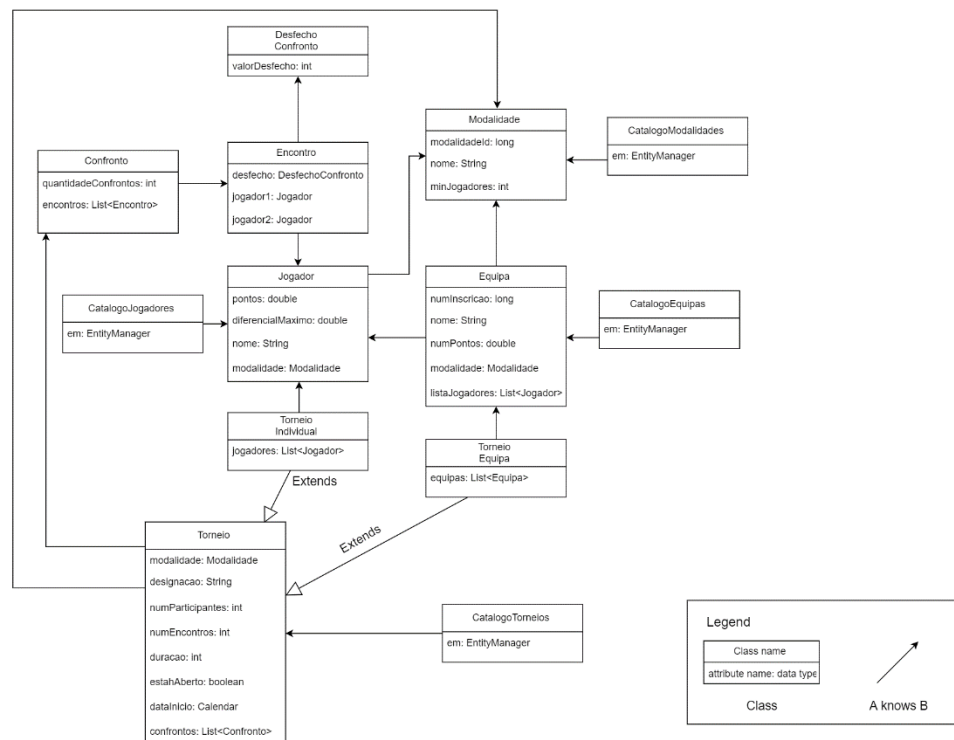 Desfecho
Confronto
valorDesfecho: int
Modalidade
modalidadeId: long
nome: String
minJogadores: int
CatalogoModalidades
em: EntityManager
Encontro
desfecho: DesfechoConfronto
jogador1: Jogador
jogador2: Jogador
Confronto
quantidadeConfrontos: int
encontros: List<Encontro>
Jogador
pontos: double
diferencialMaximo: double
nome: String
modalidade: Modalidade
Equipa
numInscricao: long
nome: String
numPontos: double
modalidade: Modalidade
listaJogadores: List<Jogador>
CatalogoJogadores
em: EntityManager
CatalogoEquipas
em: EntityManager
Torneio
Individual
jogadores: List<Jogador>
Torneio
Equipa
equipas: List<Equipa>
Extends
Extends
Torneio
modalidade: Modalidade
designacao: String
numParticipantes: int
numEncontros: int
duracao: int
estahAberto: boolean
dataInicio: Calendar
confrontos: List<Confronto>
CatalogoTorneios
em: EntityManager
Legend
Class name
attribute name: data type
Class
A knows B